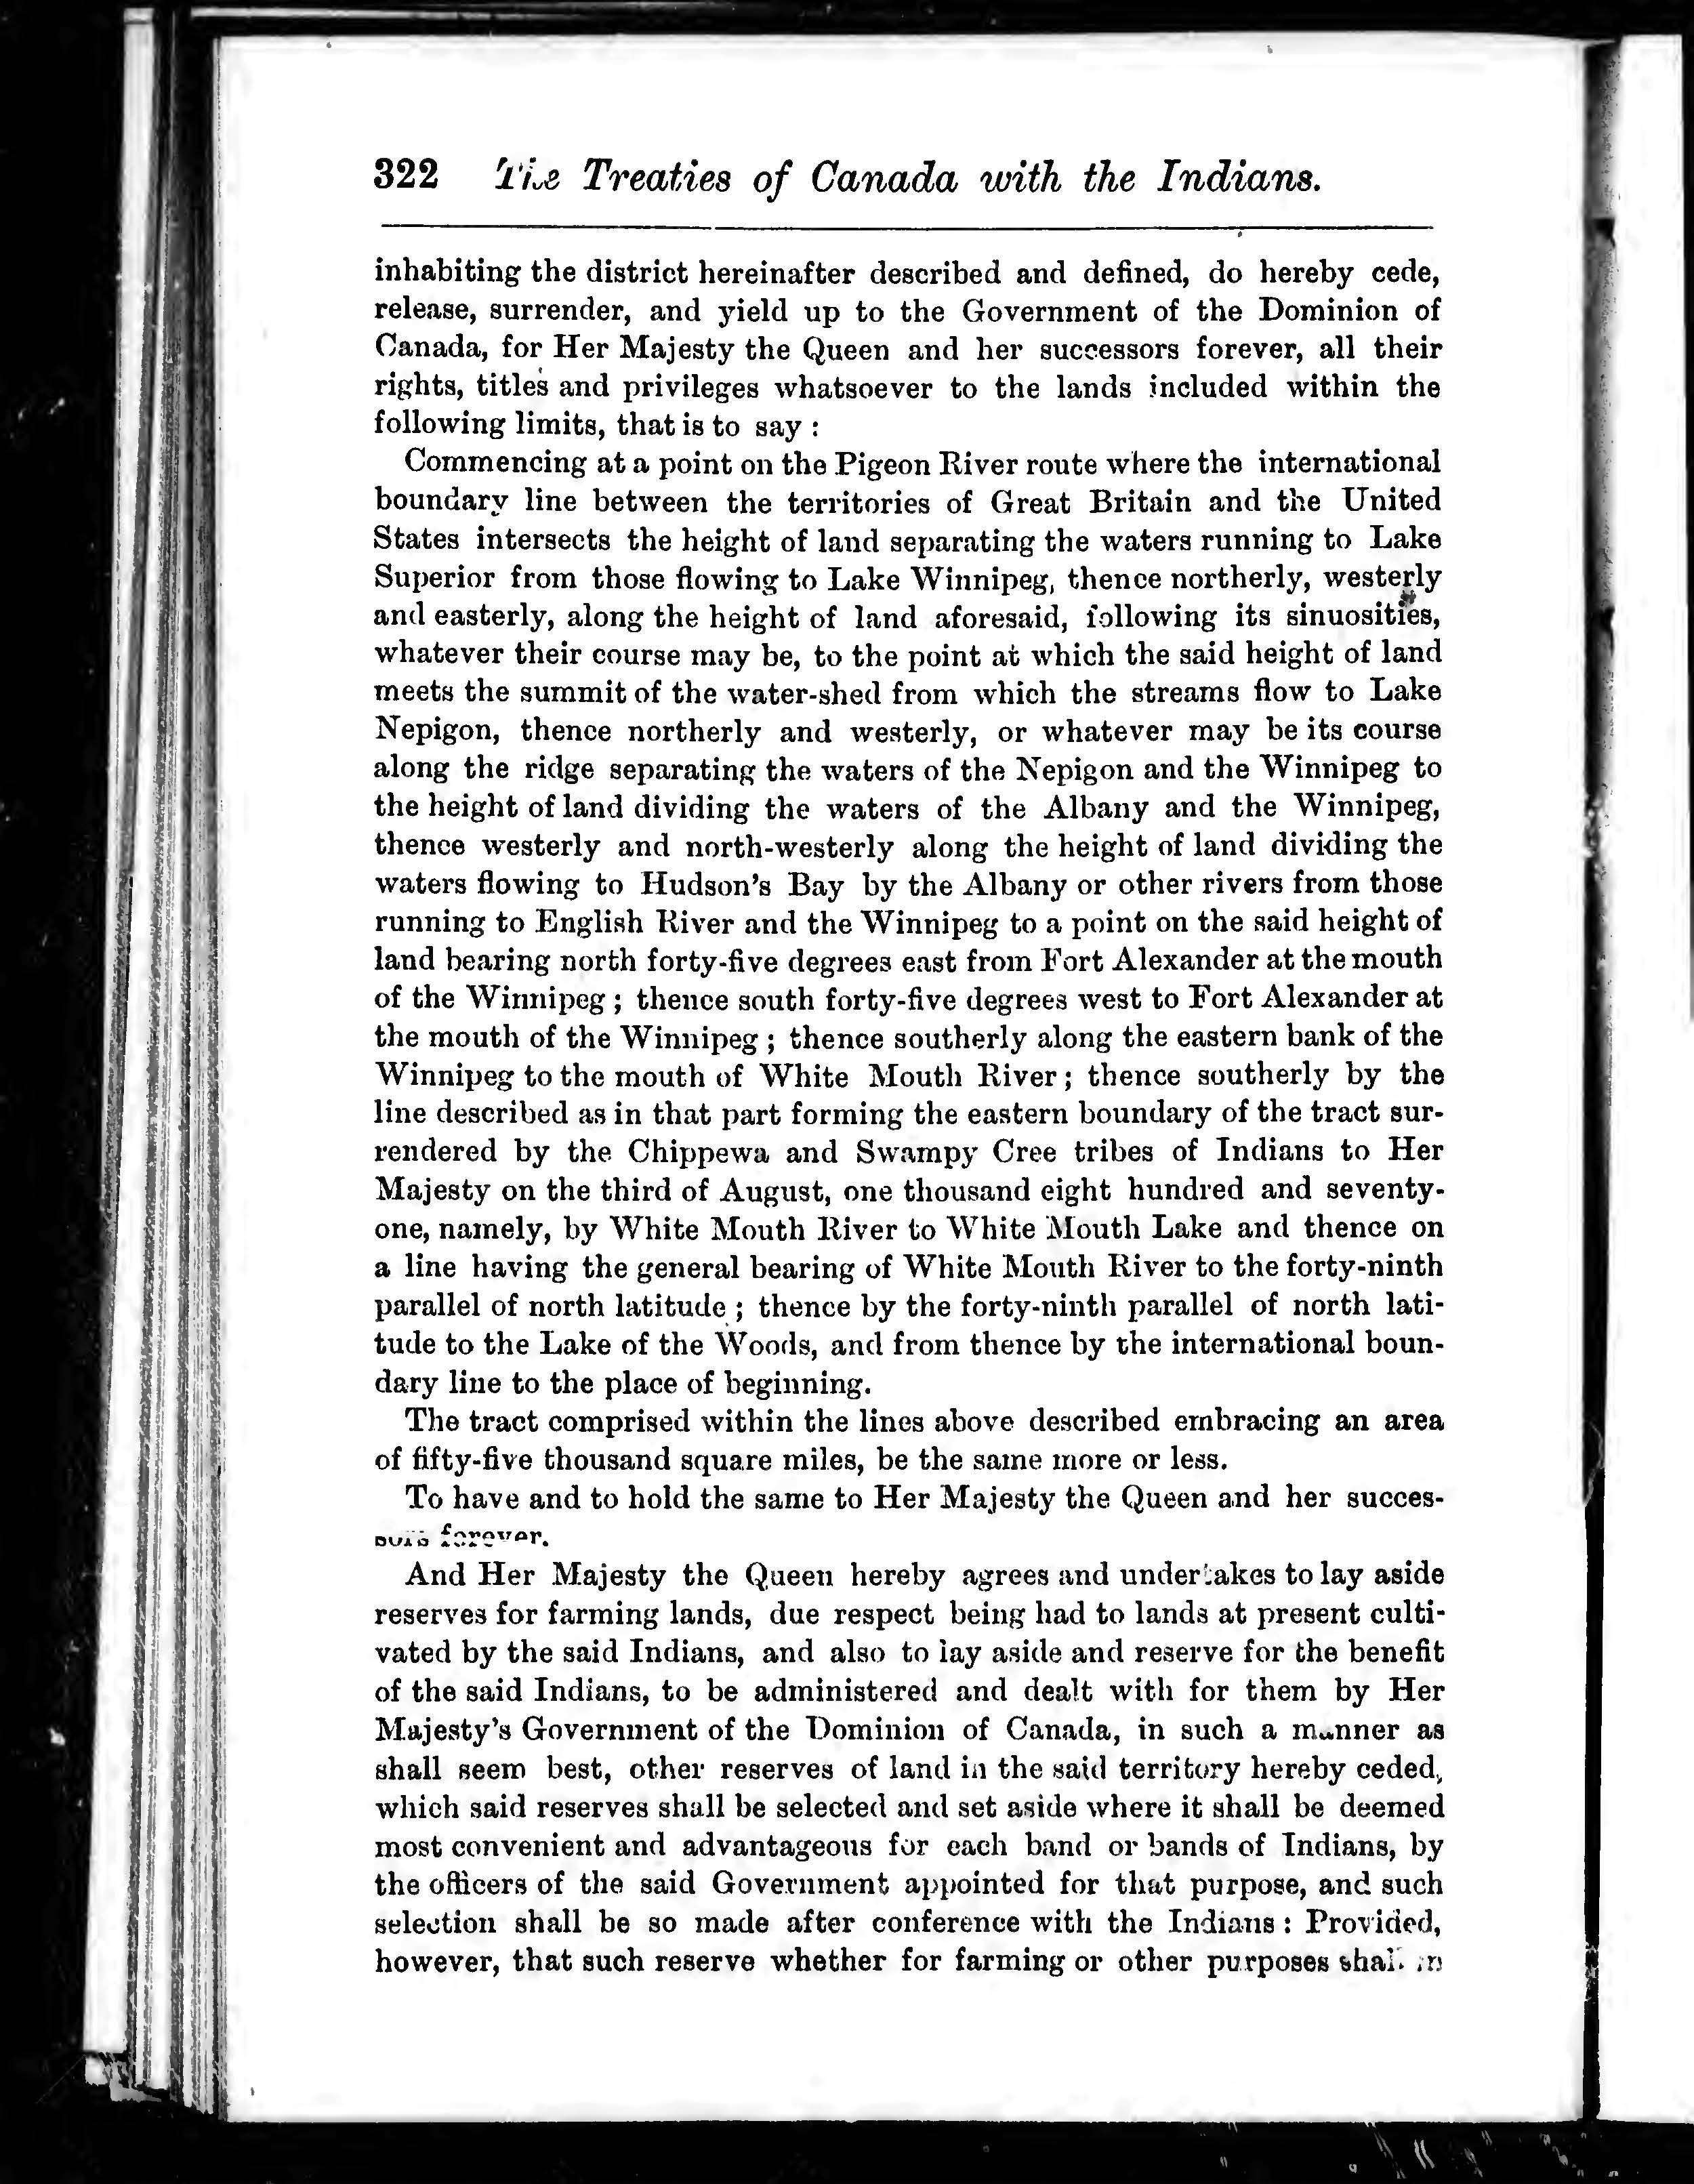 322 The Treaties of Canada with the Indians.
inhabiting the district hereinafter described and defined, do hereby cede,
release, surrender, and yield up to the Government of the Dominion of
Canada, for Her Majesty the Queen and her successors forever, all their
rights, titles and privileges whatsoever to the lands included within the
following limits, that is to say :
Commencing at a point on the Pigeon River route where the international
boundary line between the territories of Great Britain and the United
States intersects the height of land separating the waters running to Lake
Superior from those flowing to Lake Winnipeg, thence northerly, westerly
and easterly, along the height of land aforesaid, following its sinuosities,
whatever their course may be, to the point at which the said height of land
meets the summit of the water-shed from which the streams flow to Lake
Nepigon, thence northerly and westerly, or whatever may be its course
along the ridge separating the waters of the Nepigon and the Winnipeg to
the height of land dividing the waters of the Albany and the Winnipeg,
thence westerly and north-westerly along the height of land dividing the
waters flowing to Hudson's Bay by the Albany or other rivers from those
running to English River and the Winnipeg to a point on the said height of
land bearing north forty-five degrees east from Fort Alexander at the mouth
of the Winnipeg ; thence south forty-five degrees west to Fort Alexander at
the mouth of the Winnipeg ; thence southerly along the eastern bank of the
Winnipeg to the mouth of White Mouth River ; thence southerly by the
line described as in that part forming the eastern boundary of the tract sur-
rendered by the Chippewa and Swampy Cree tribes of Indians to Her
Majesty on the third of August, one thousand eight hundred and seventy-
one, namely, by White Mouth River to White Mouth Lake and thence on
a line having the general bearing of White Mouth River to the forty-ninth
parallel of north latitude ; thence by the forty-ninth parallel of north lati-
tude to the Lake of the Woods, and from thence by the international boun-
dary line to the place of beginning.
The tract comprised within the lines above described embracing an area
of fifty-five thousand square miles, be the same more or less.
To have and to hold the same to Her Majesty the Queen and her succes-
sors forever.
And Her Majesty the Queen hereby agrees and undertakes to lay aside
reserves for farming lands, due respect being had to lands at present culti-
vated by the said Indians, and also to lay aside and reserve for the benefit
of the said Indians, to be administered and dealt with for them by Her
Majesty's Government of the Dominion of Canada, in such a manner as
shall seem best, other reserves of land in the said territory hereby ceded,
which said reserves shall be selected and set aside where it shall be deemed
most convenient and advantageous for each band or bands of Indians, by
the officers of the said Government appointed for that purpose, and such
selection shall be so made after conference with the Indians : Provided,
however, that such reserve whether for farming or other purposes shall in